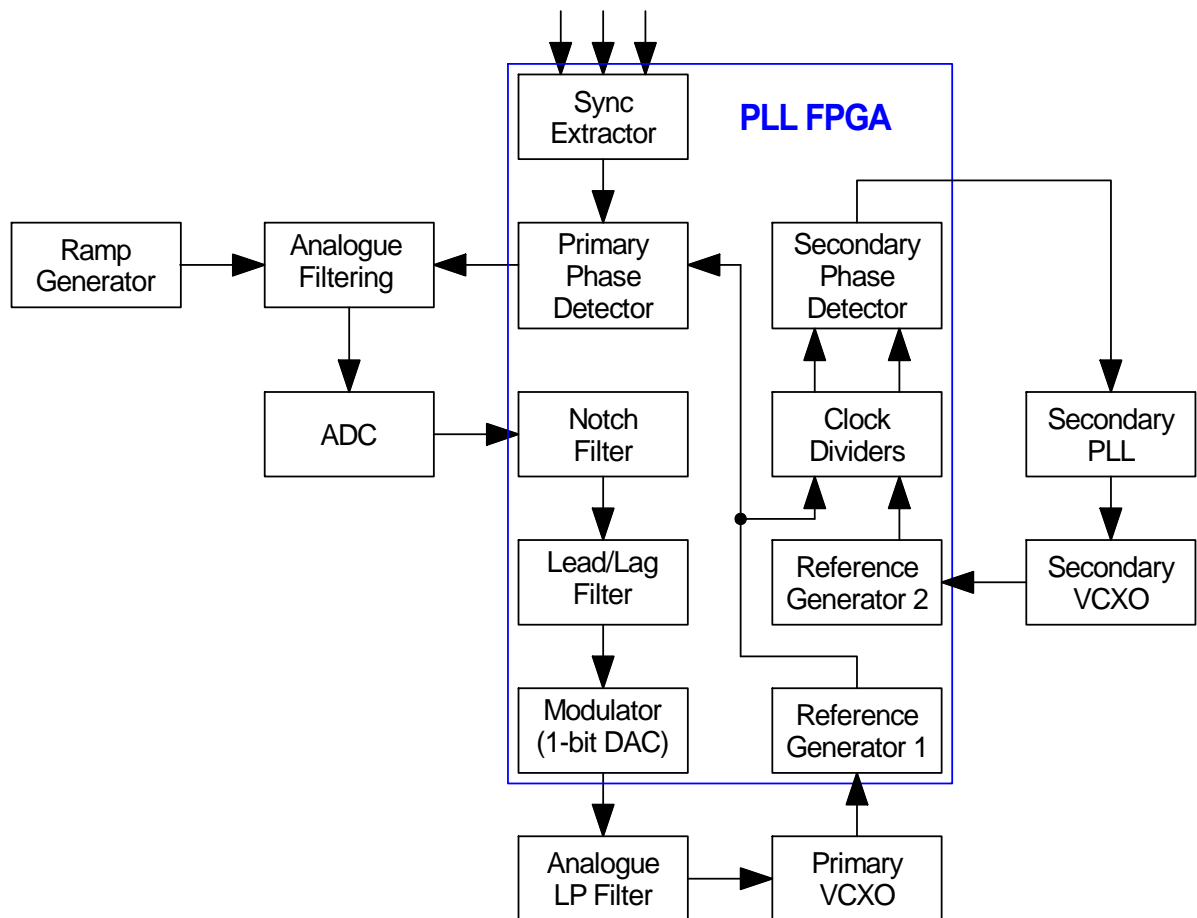 Sync
Extractor
PLL FPGA
Ramp
Generator
Analogue
Filtering
Primary
Phase
Detector
Secondary
Phase
Detector
ADC
Notch
Filter
Clock
Dividers
Secondary
PLL
Lead/Lag
Filter
Reference
Generator 2
Secondary
VCXO
Modulator
(1-bit DAC)
Reference
Generator 1
Analogue
LP Filter
Primary
VCXO